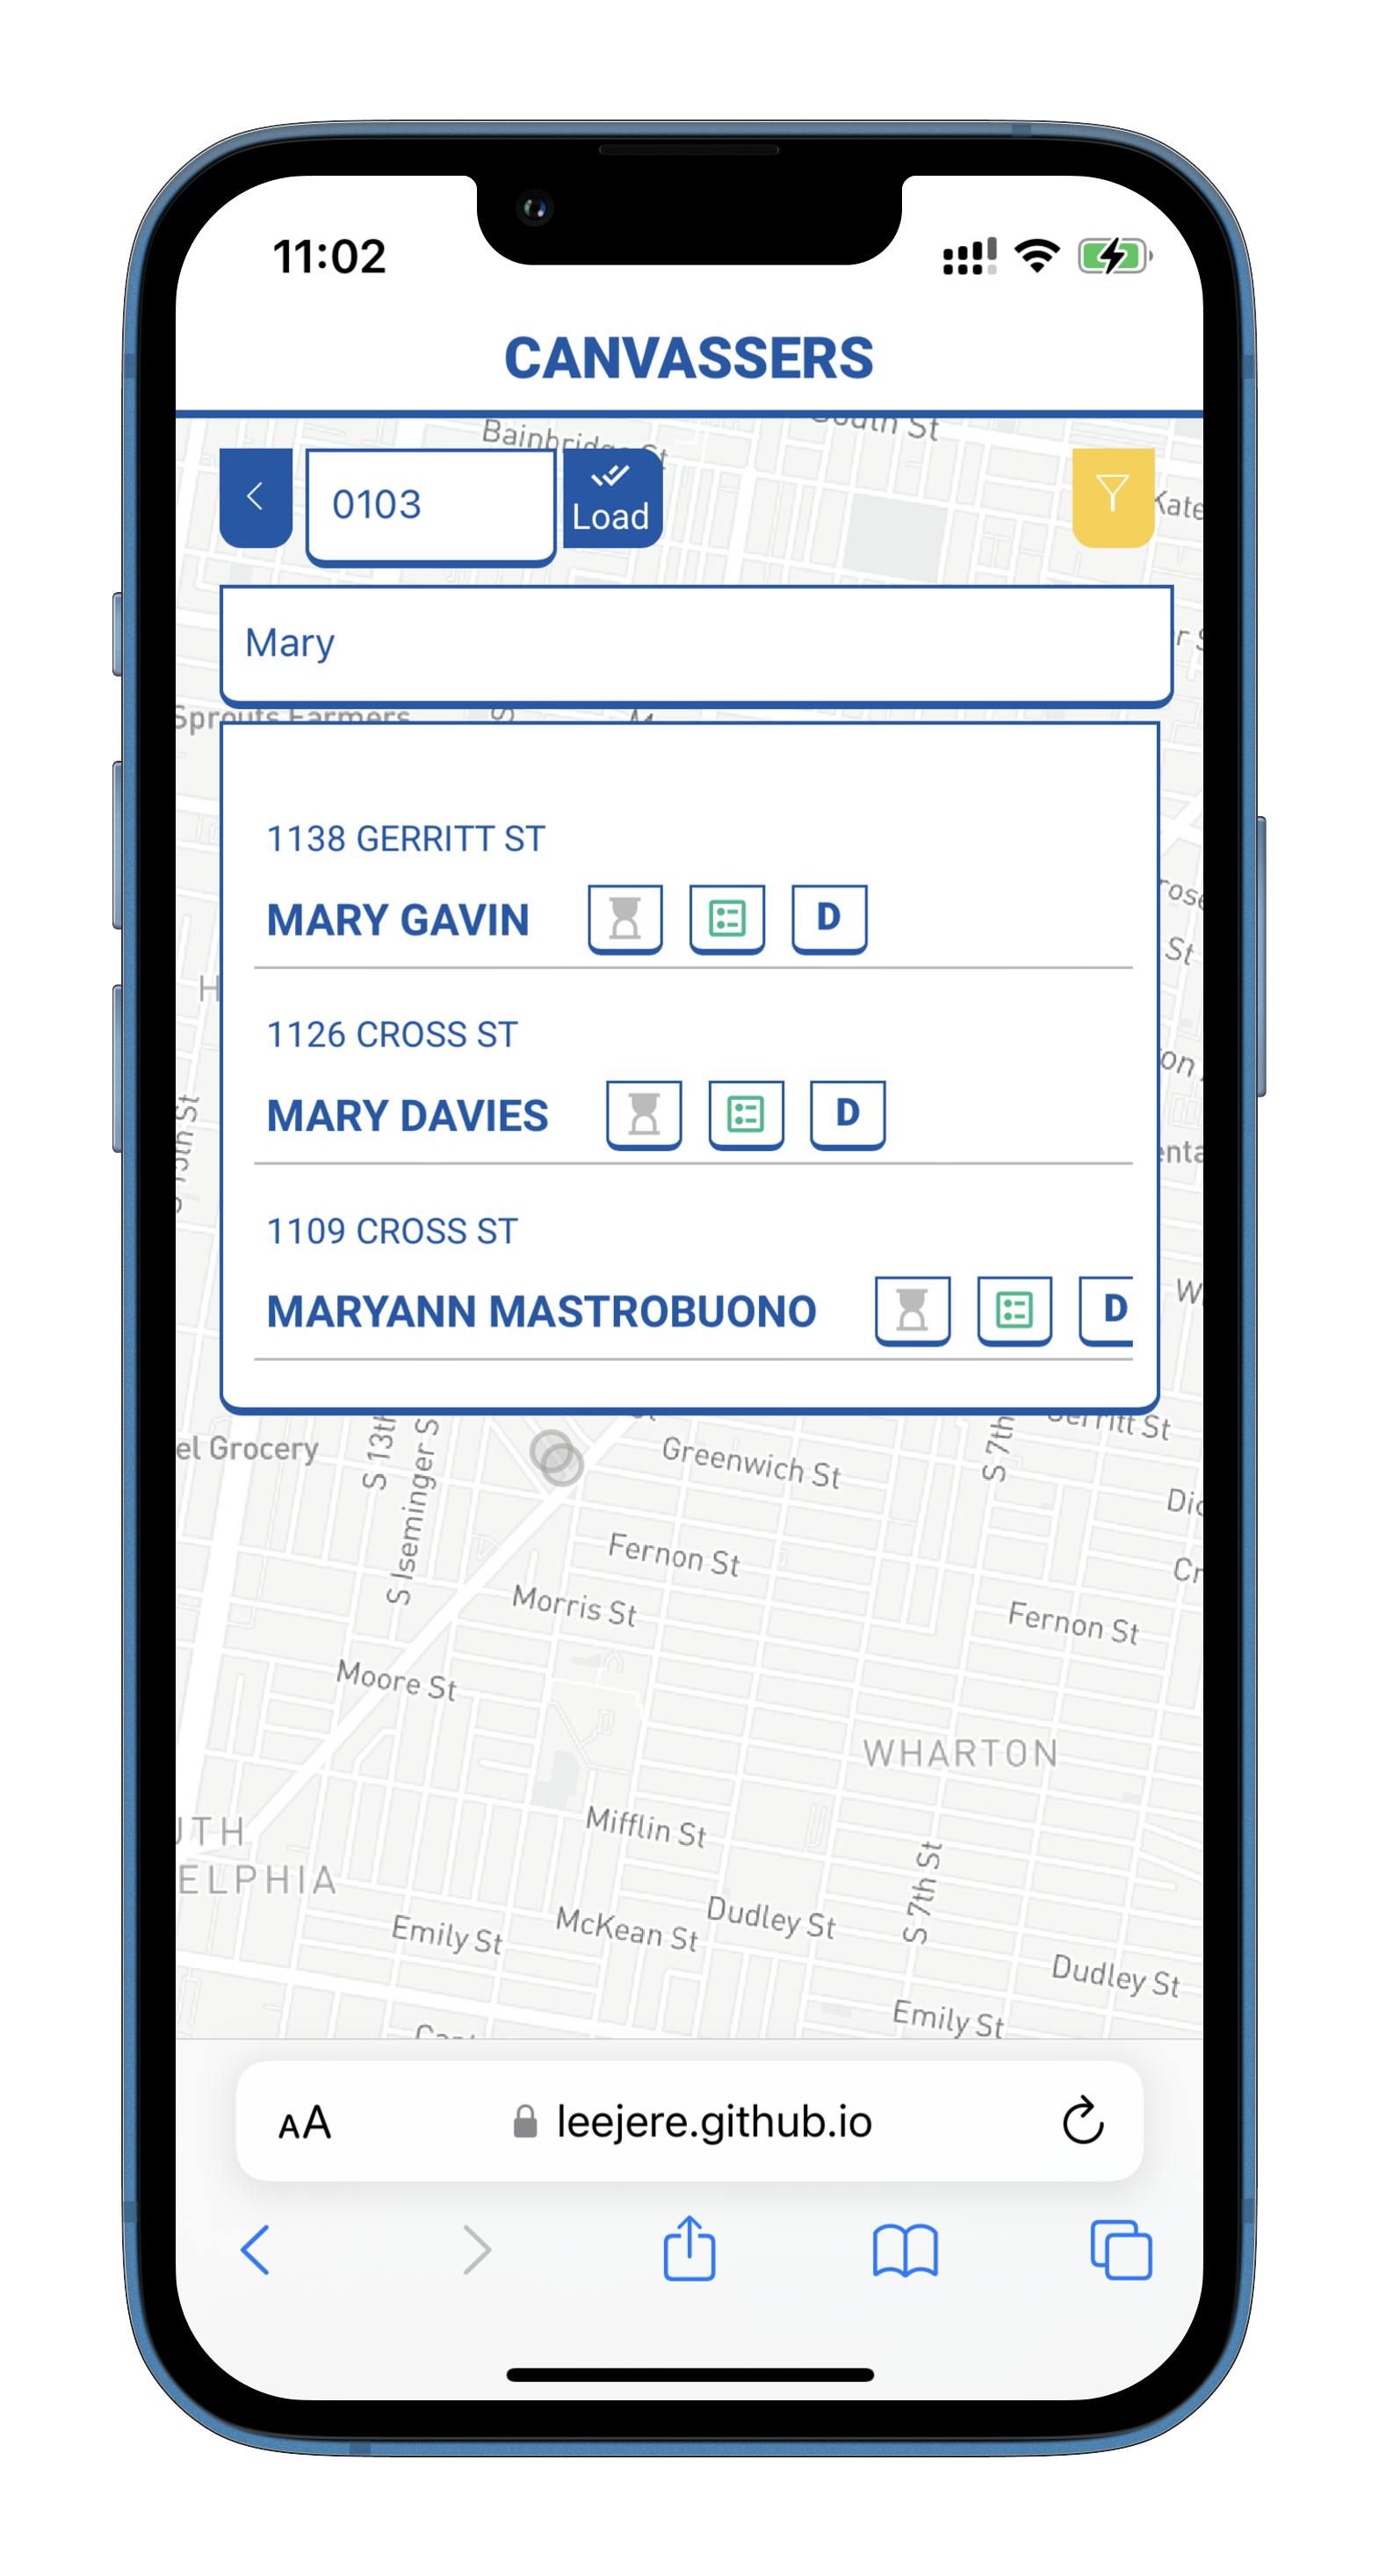 11:02
CANVASSERS
Bainbridge St
South St
0103
Load
Kate
Mary
Sprouts Farmers
1138 GERRITT ST
MARY GAVIN D
1126 CROSS ST
MARY DAVIES D
St
1109 CROSS ST
MARYANN MASTROBUONO D
S 13th
S Iseminger S
el Grocery
Greenwich St
S 7th
Gerritt St
Fernon St
Morris St
Fernon St
Moore St
WHARTON
Mifflin St
UTH
ELPHIA
S 7th St
Emily St
McKean St
Dudley St
Dudley St
Emily St
AA
leejere.github.io